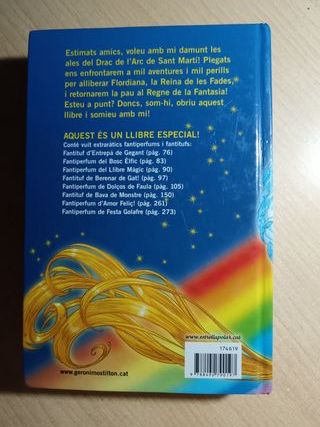 Estimats amics, voleu amb mi damunt les
ales del Drac de l'Arc de Sant Martí! Plegats
ens enfrontarem a mil aventures i mil perills
per alliberar Flordiana, la Reina de les Fades,
i retornarem la pau al Regne de la Fantasia!
Esteu a punt? Doncs, som-hi, obriu aquest
llibre i somieu amb mi!
AQUEST ÉS UN LLIBRE ESPECIAL!
Conté vuit extraràtics fantiperfums i fantitufs:
Fantituf d'Entrepà de Gegant (pàg. 76)
Fantiperfum del Bosc Èlfic (pàg. 83)
Fantiperfum del Llibre Màgic (pàg. 90)
Fantituf de Berenar de Gat! (pàg. 97)
Fantiperfum de Dolços de Faula (pàg. 105)
Fantituf de Bava de Monstre (pàg. 150)
Fantiperfum d'Amor Feliç! (pàg. 261)
Fantiperfum de Festa Golafre (pàg. 273)
www.estrellapolar.cat
174619
www.geronimostilton.cat